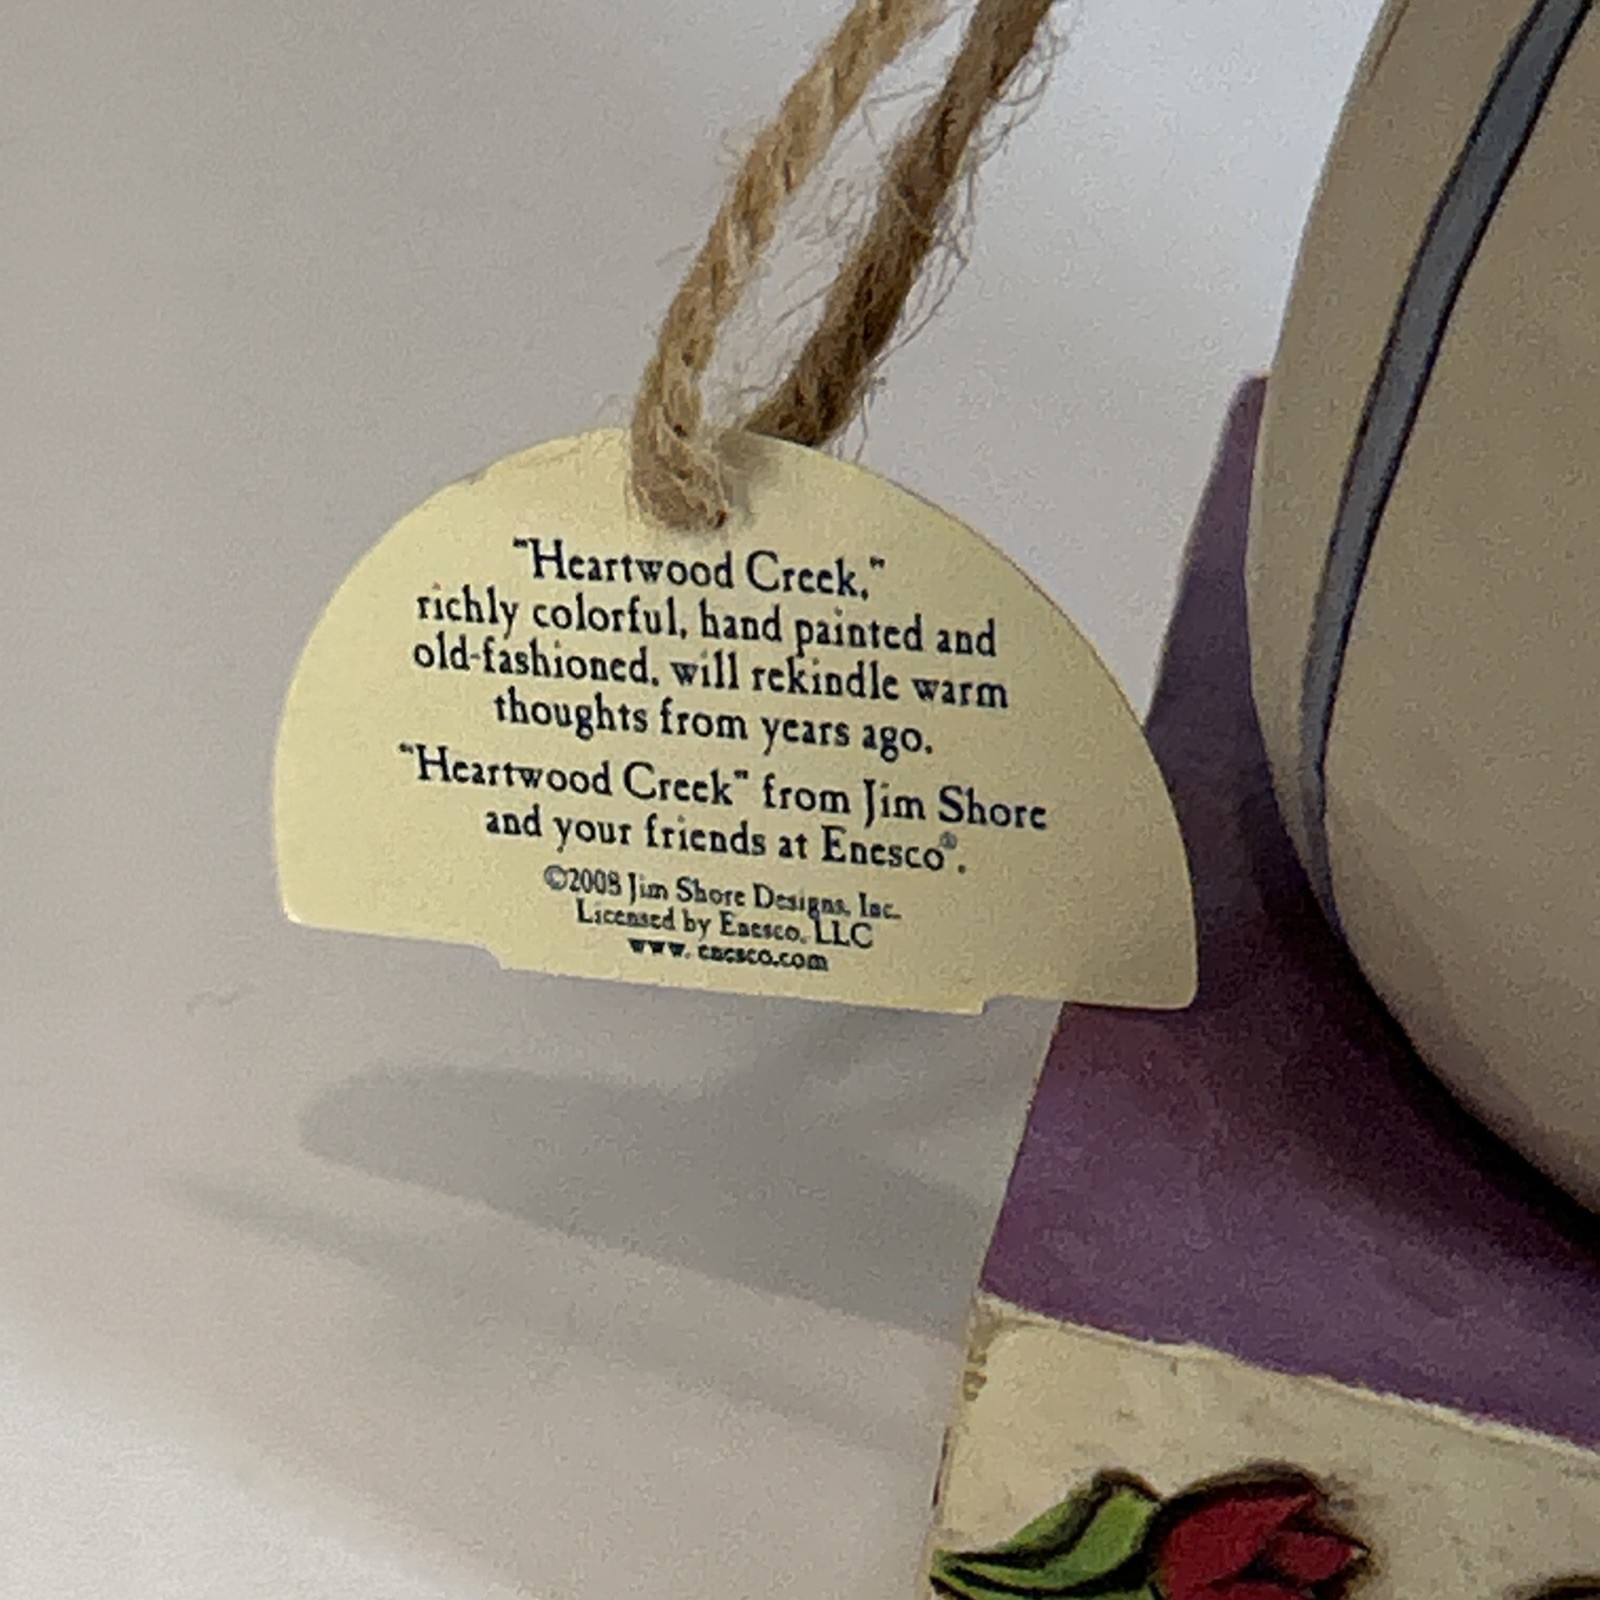 "Heartwood Creek,"
richly colorful, hand painted and
old-fashioned, will rekindle warm
thoughts from years ago.
"Heartwood Creek" from Jim Shore
and your friends at Enesco®.
©2008 Jim Shore Designs, Inc.
Licensed by Enesco, LLC
www. enesco.com